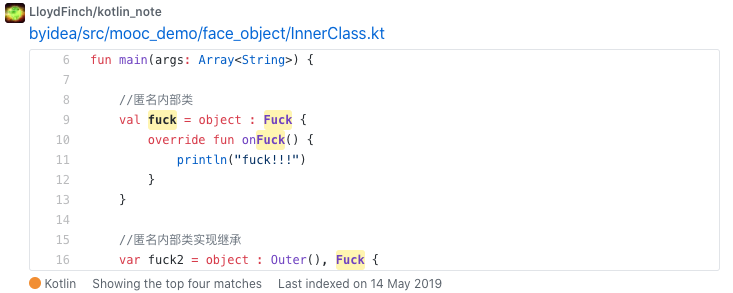 LloydFinch/kotlin_note
byidea/src/mooc_demo/face_object/InnerClass.kt
6 fun main(args: Array<String>) {
7
8 //匿名内部类
9 val fuck = object : Fuck {
10 override fun onFuck() {
11 println("fuck!!!")
12 }
13 }
14
15 //匿名内部类实现继承
16 var fuck2 = object : Outer(), Fuck {
Kotlin Showing the top four matches Last indexed on 14 May 2019